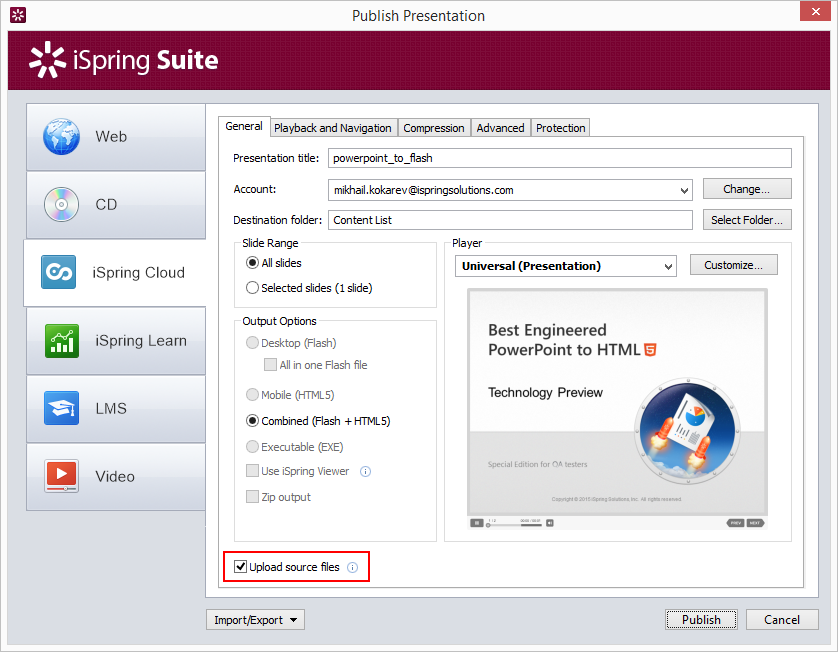 Publish Presentation
iSpring Suite
Web
CD
iSpring Cloud
iSpring Learn
LMS
Video
General
Playback and Navigation
Compression
Advanced
Protection
Presentation title: powerpoint_to_flash
Account: mikhail.kokarev@ispringsolutions.com Change...
Destination folder: Content List Select Folder...
Slide Range
All slides
Selected slides (1 slide)
Output Options
Desktop (Flash)
All in one Flash file
Mobile (HTML5)
Combined (Flash + HTML5)
Executable (EXE)
Use iSpring Viewer
Zip output
Player
Universal (Presentation) Customize...
Best Engineered
PowerPoint to HTML5
Technology Preview
Special Edition for QA testers
Copyright © 2015 iSpring Solutions, Inc. All rights reserved.
PREV NEXT
Upload source files
Import/Export
Publish
Cancel